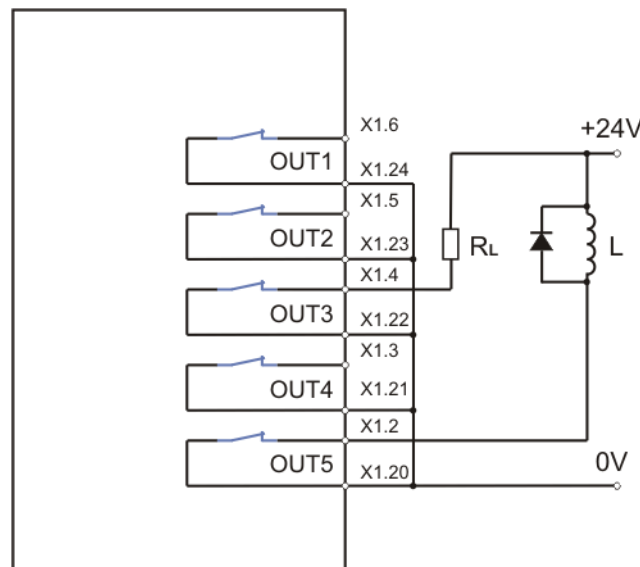 X1.6
+24V
OUT1
X1.24
X1.5
OUT2
X1.23
RL
L
X1.4
OUT3
X1.22
X1.3
OUT4
X1.21
X1.2
OUT5
0V
X1.20